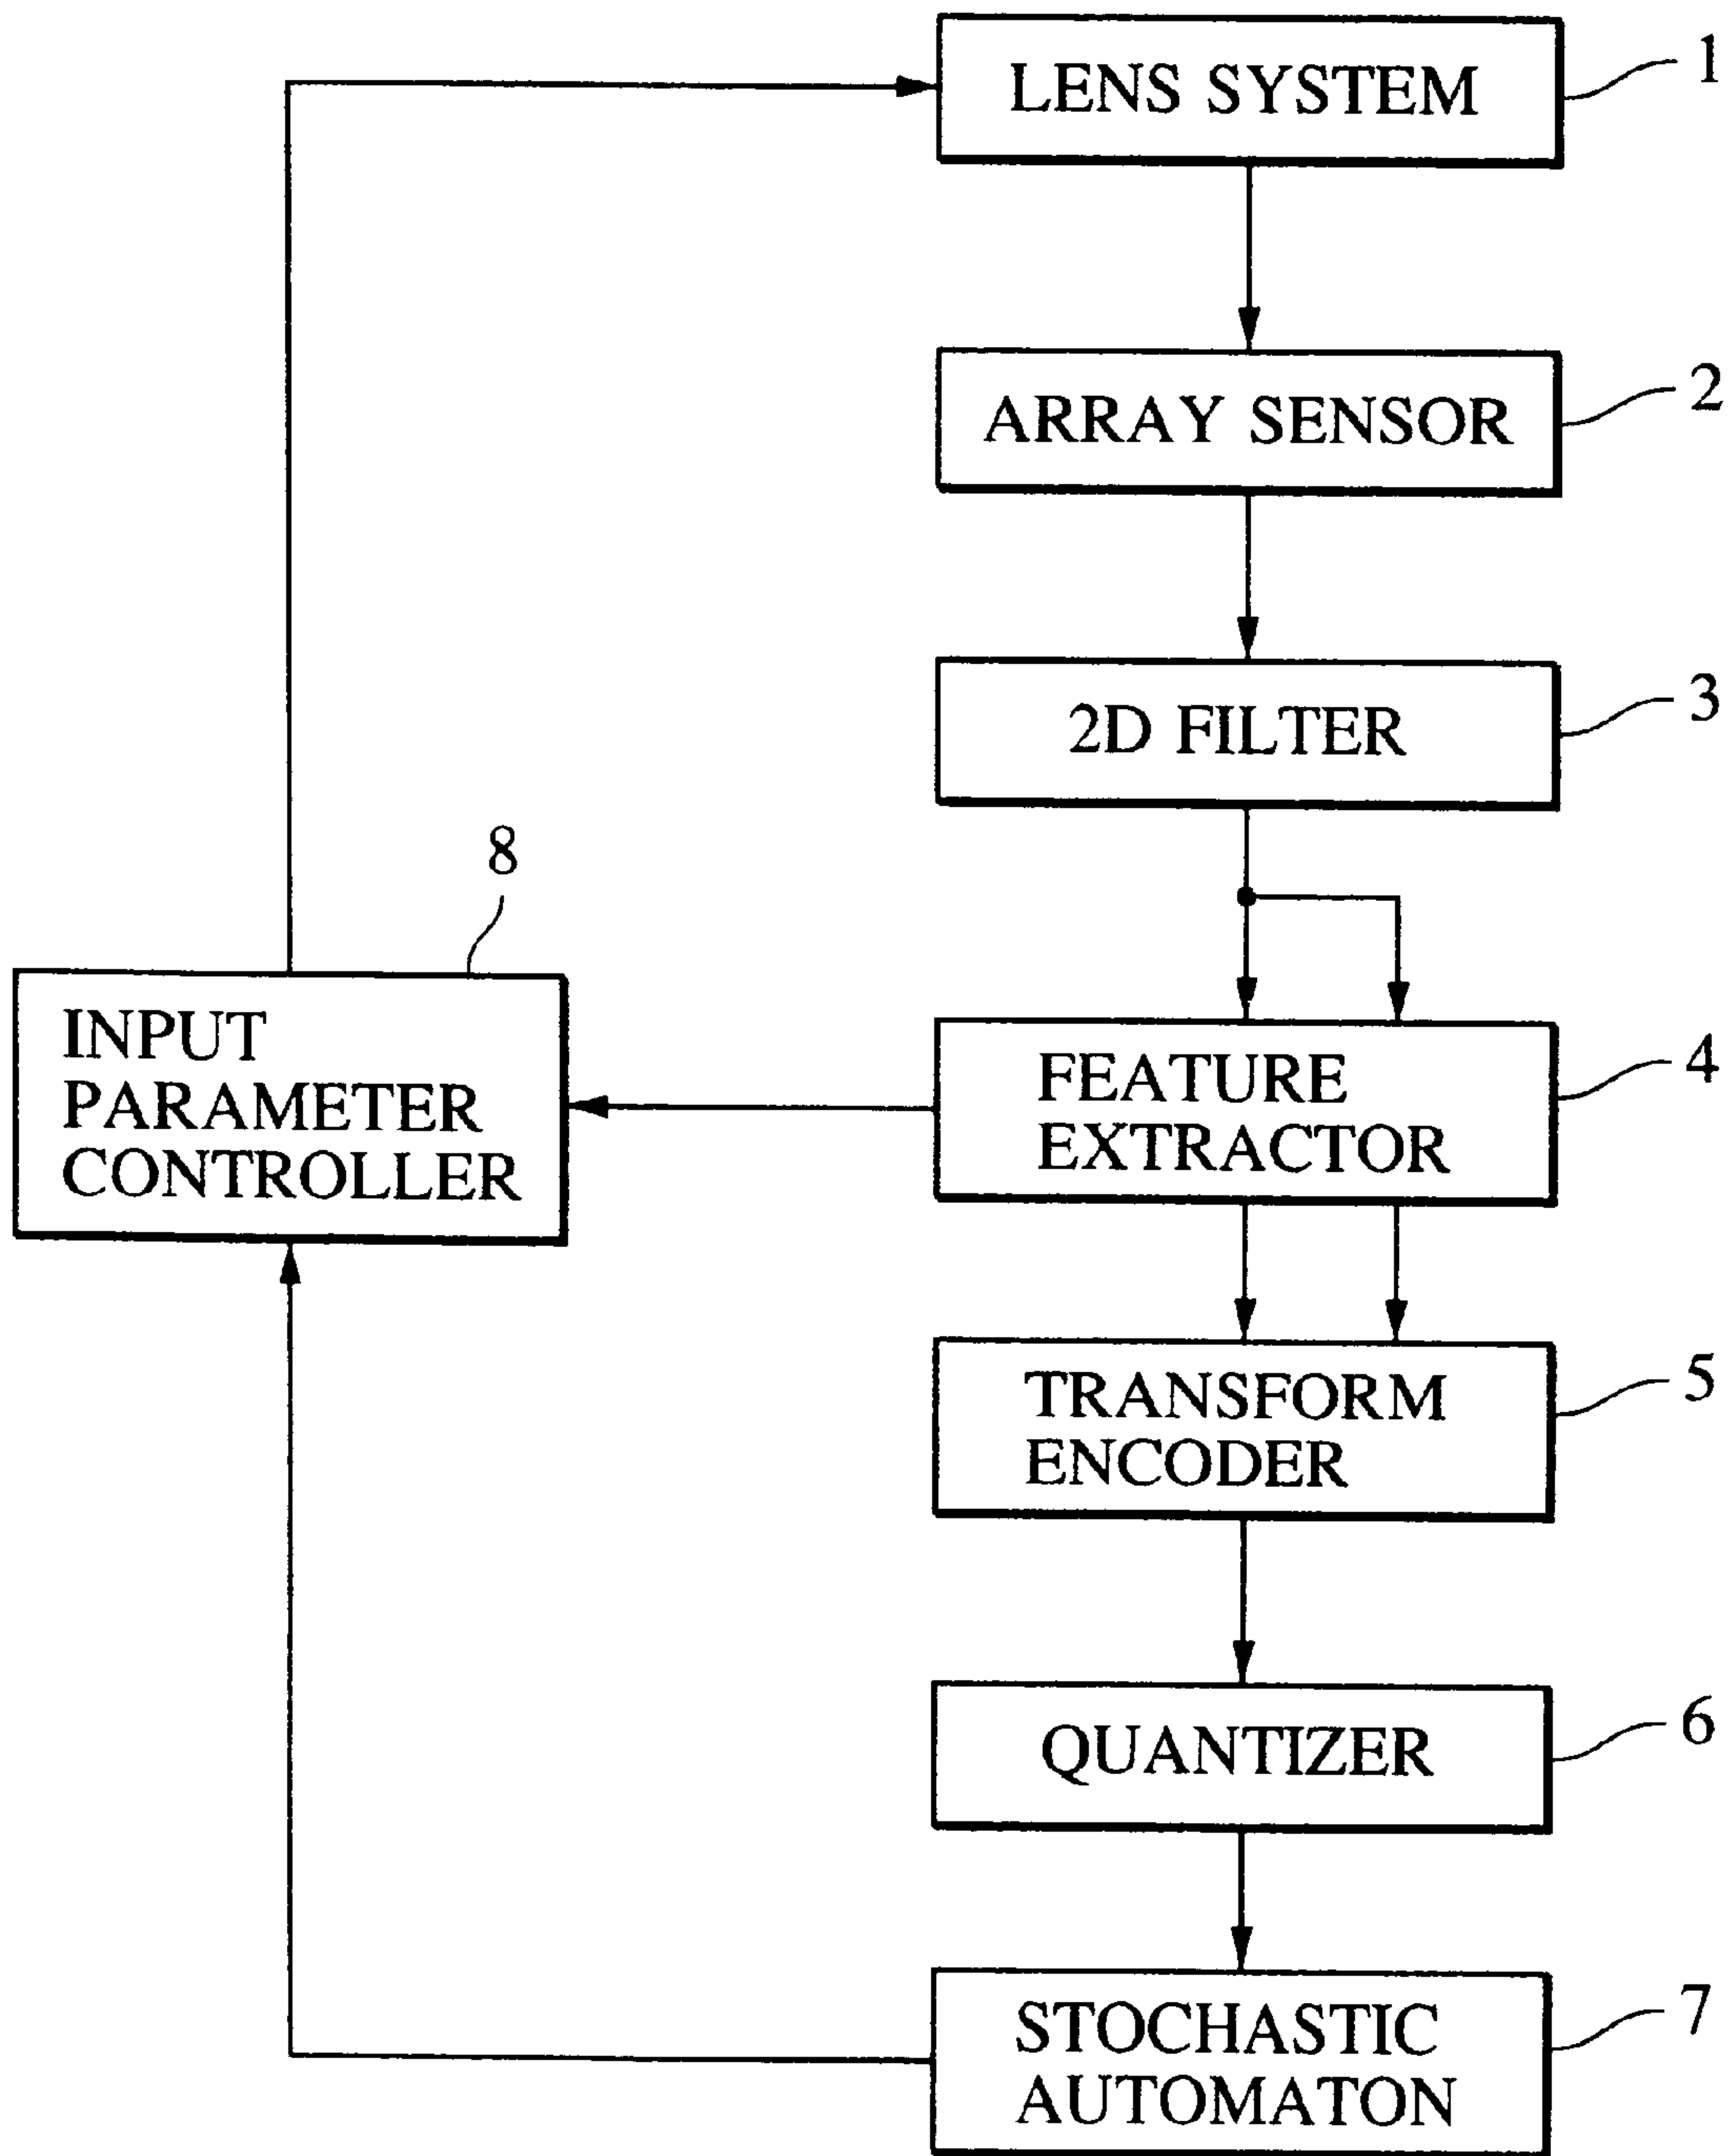 LENS SYSTEM
1
ARRAY SENSOR
2
2D FILTER
3
8
INPUT
PARAMETER
CONTROLLER
FEATURE
EXTRACTOR
4
TRANSFORM
ENCODER
5
QUANTIZER
6
STOCHASTIC
AUTOMATON
7